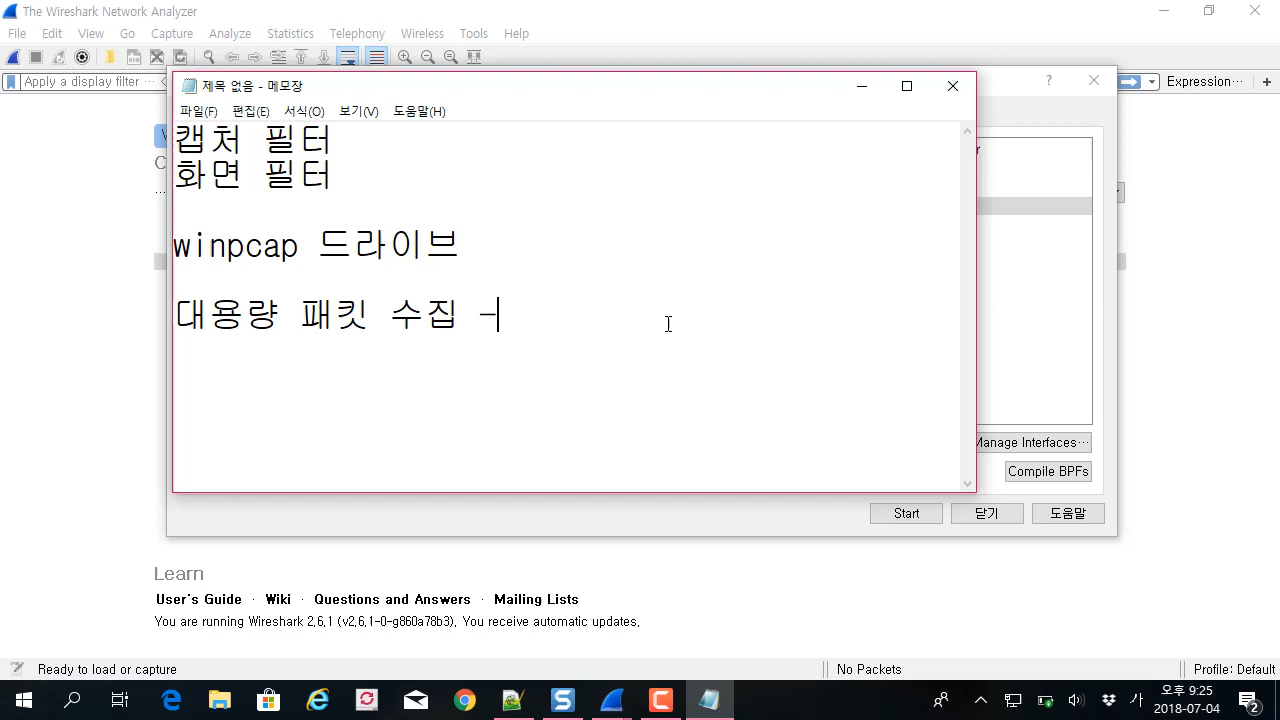 The Wireshark Network Analyzer
File Edit View Go Capture Analyze Statistics Telephony Wireless Tools Help
Apply a display filter ··· Expression··· +
제목 없음 - 메모장
파일(F) 편집(E) 서식(O) 보기(V) 도움말(H)
캡처 필터
화면 필터
winpcap 드라이브
대용량 패킷 수집 -
Manage Interfaces···
Compile BPFs
Start 닫기 도움말
Learn
User's Guide · Wiki · Questions and Answers · Mailing Lists
You are running Wireshark 2.6.1 (v2.6.1-0-g860a78b3). You receive automatic updates.
Ready to load or capture No Packets Profile: Default
가 오후 9:25
2018-07-04
2